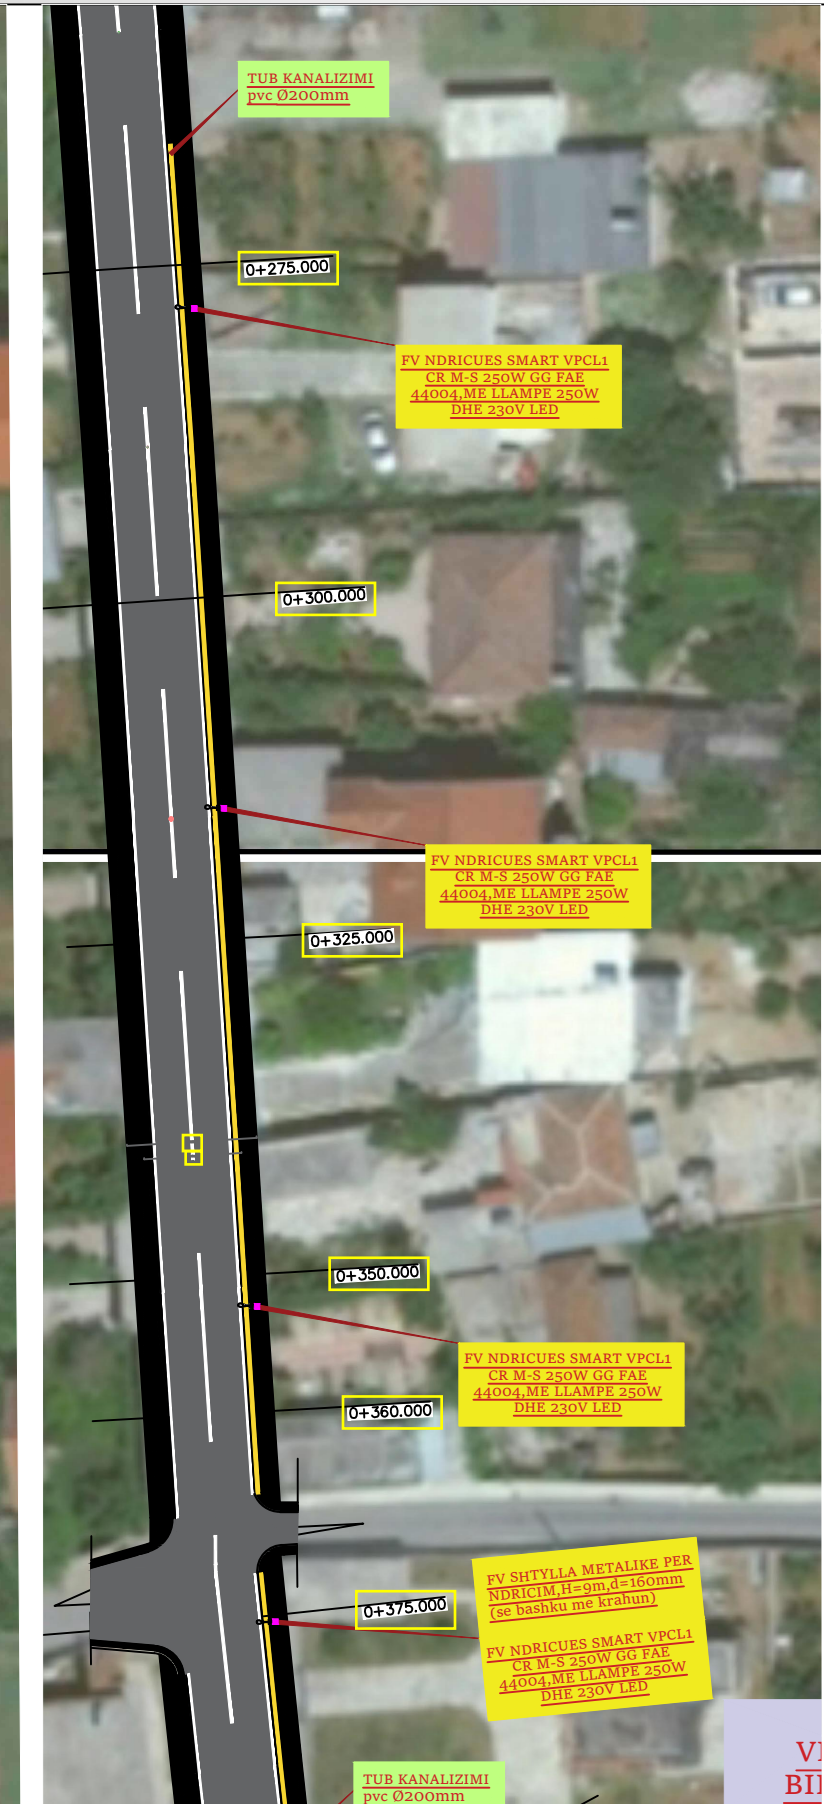 TUB KANALIZIMI
pvc Ø200mm
0+275.000
FV NDRICUES SMART VPCL1
CR M-S 250W GG FAE
44004,ME LLAMPE 250W
DHE 230V LED
0+300.000
FV NDRICUES SMART VPCL1
CR M-S 250W GG FAE
44004,ME LLAMPE 250W
DHE 230V LED
0+325.000
0+350.000
FV NDRICUES SMART VPCL1
CR M-S 250W GG FAE
44004,ME LLAMPE 250W
DHE 230V LED
0+360.000
FV SHTYLLA METALIKE PER
NDRICIM,H=9m,d=160mm
(se bashku me krahun)
0+375.000
FV NDRICUES SMART VPCL1
CR M-S 250W GG FAE
44004,ME LLAMPE 250W
DHE 230V LED
TUB KANALIZIMI
pvc Ø200mm